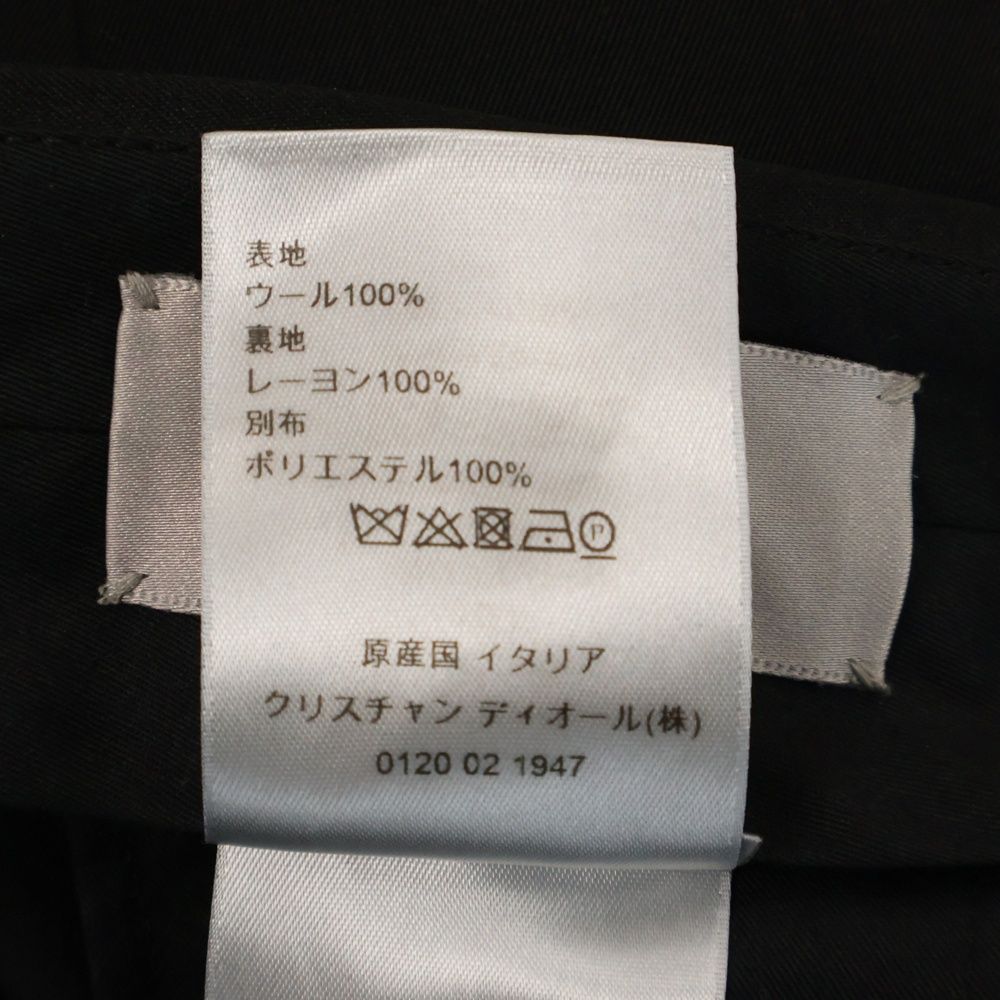 表地
ウール100%
裏地
レーヨン100%
別布
ポリエステル100%
P
原産国 イタリア
クリスチャン ディオール(株)
0120 02 1947